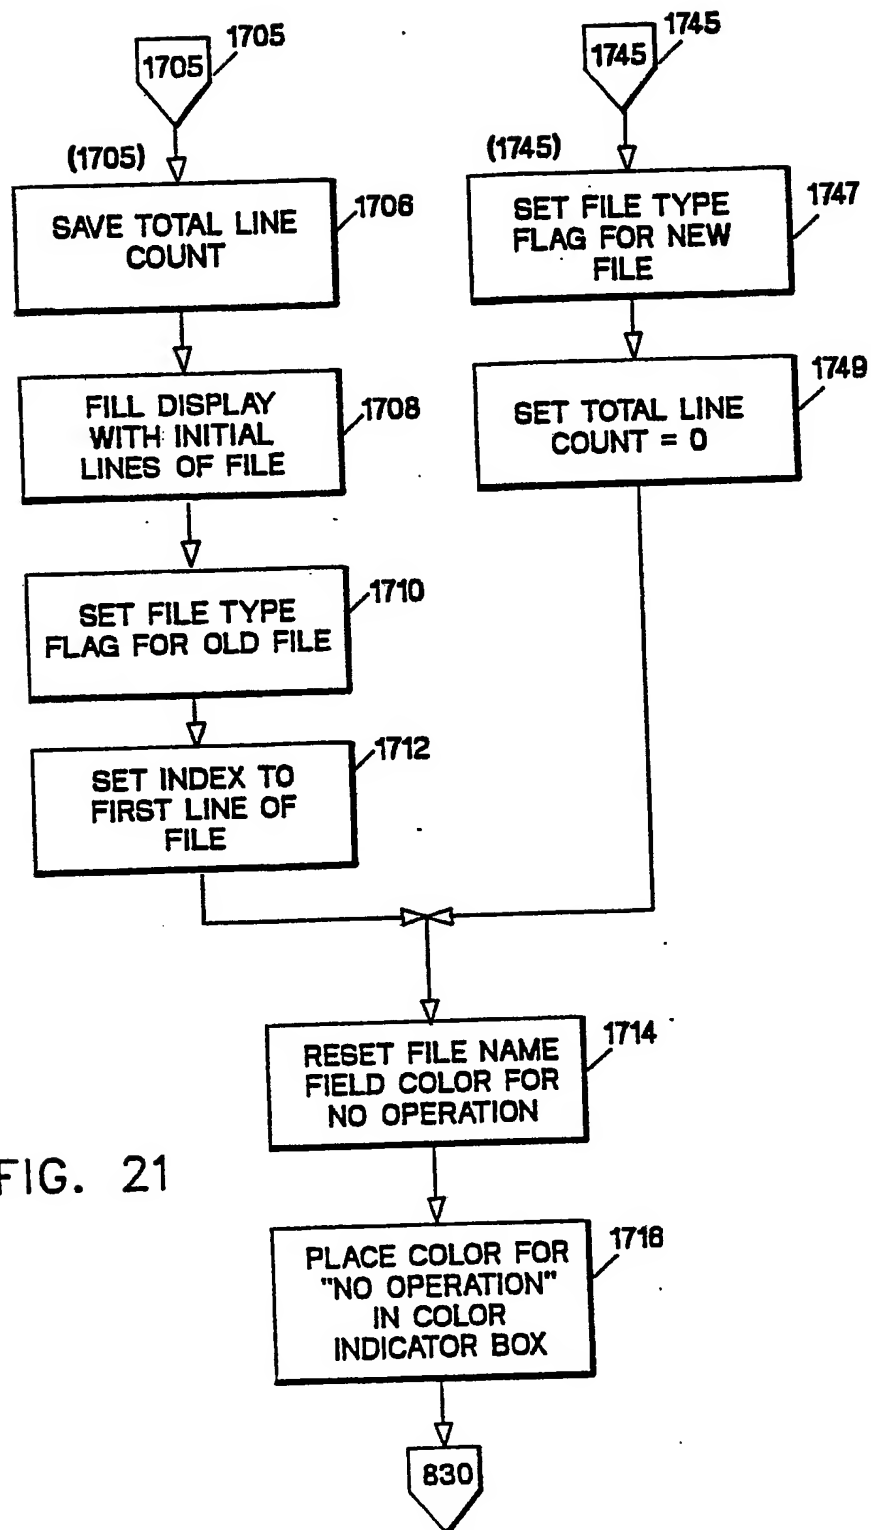 1705
1705
(1705)
SAVE TOTAL LINE
COUNT
1706
FILL DISPLAY
WITH INITIAL
LINES OF FILE
1708
SET FILE TYPE
FLAG FOR OLD FILE
1710
SET INDEX TO
FIRST LINE OF
FILE
1712
1745
1745
(1745)
SET FILE TYPE
FLAG FOR NEW
FILE
1747
SET TOTAL LINE
COUNT = 0
1749
RESET FILE NAME
FIELD COLOR FOR
NO OPERATION
1714
PLACE COLOR FOR
"NO OPERATION"
IN COLOR
INDICATOR BOX
1716
830
FIG. 21